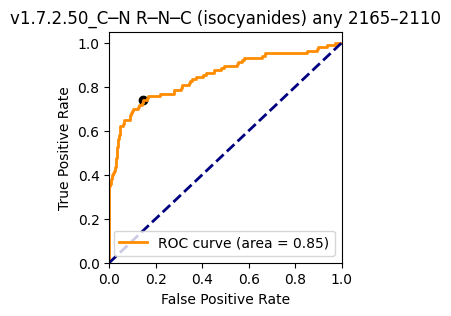 v1.7.2.50_C─N R─N─C (isocyanides) any 2165–2110
1.0
0.8
0.6
0.4
0.2
0.0
True Positive Rate
ROC curve (area = 0.85)
0.0 0.2 0.4 0.6 0.8 1.0
False Positive Rate